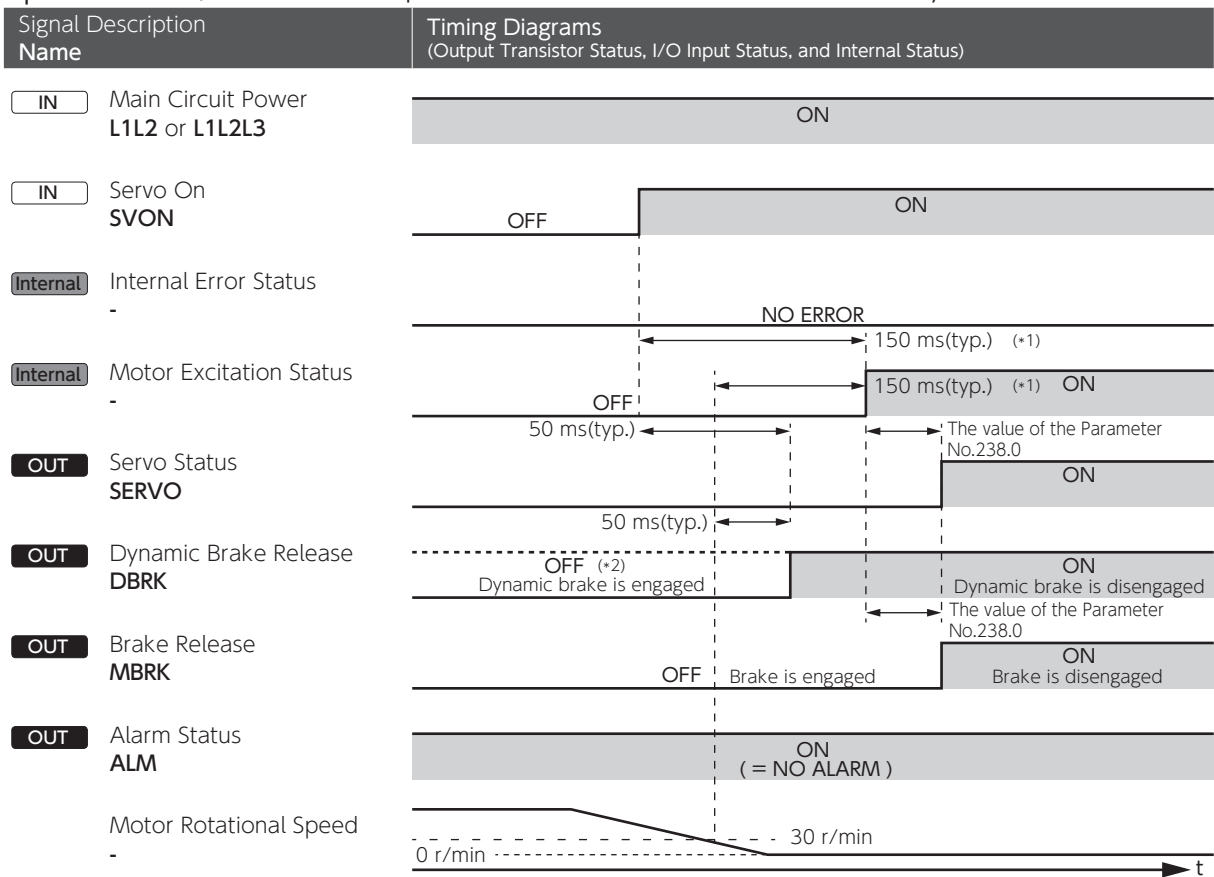 Signal Description
Name
Timing Diagrams
(Output Transistor Status, I/O Input Status, and Internal Status)
IN
Main Circuit Power
L1L2 or L1L2L3
ON
IN
Servo On
SVON
OFF
ON
Internal
Internal Error Status
-
NO ERROR
150 ms(typ.) (*1)
Internal
Motor Excitation Status
-
OFF
150 ms(typ.) (*1) ON
50 ms(typ.)
The value of the Parameter
No.238.0
OUT
Servo Status
SERVO
ON
50 ms(typ.)
OUT
Dynamic Brake Release
DBRK
OFF (*2)
Dynamic brake is engaged
ON
Dynamic brake is disengaged
The value of the Parameter
No.238.0
OUT
Brake Release
MBRK
OFF
Brake is engaged
ON
Brake is disengaged
OUT
Alarm Status
ALM
ON
( = NO ALARM )
Motor Rotational Speed
-
30 r/min
0 r/min
t